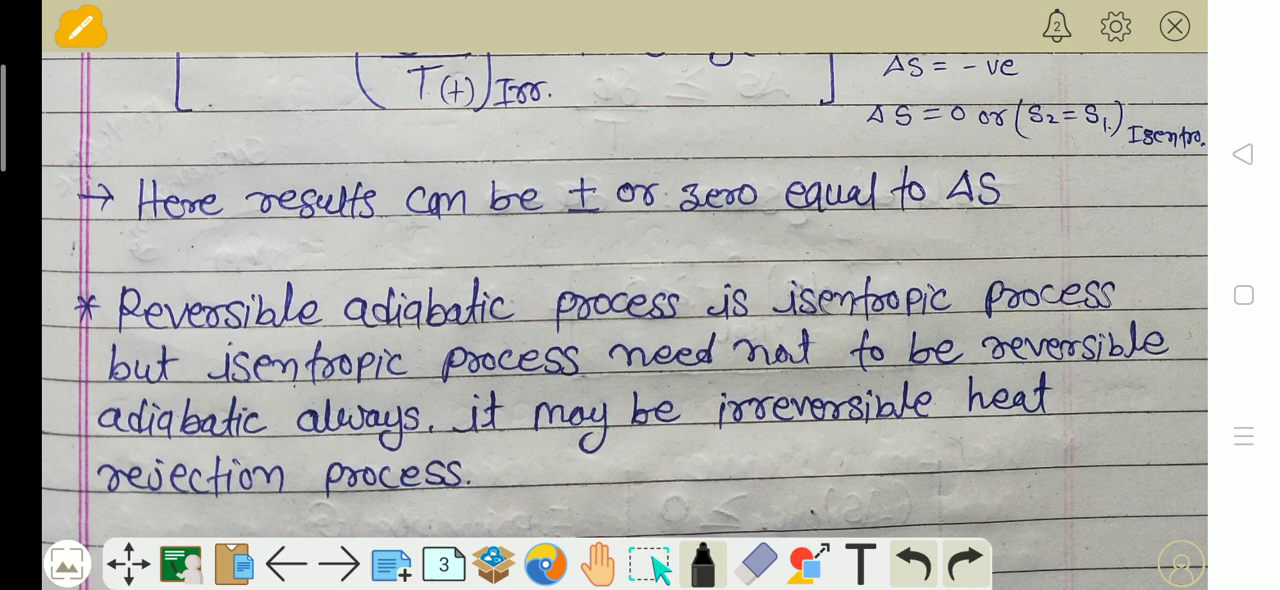 2
T(+) Irr.
ΔS = -ve
ΔS = 0 or (S₂ = S₁) Isentro.
→ Here results can be ± or zero equal to ΔS
* Reversible adiabatic process is isentropic process
but isentropic process need not to be reversible
adiabatic always. it may be irreversible heat
rejection process.
3
T